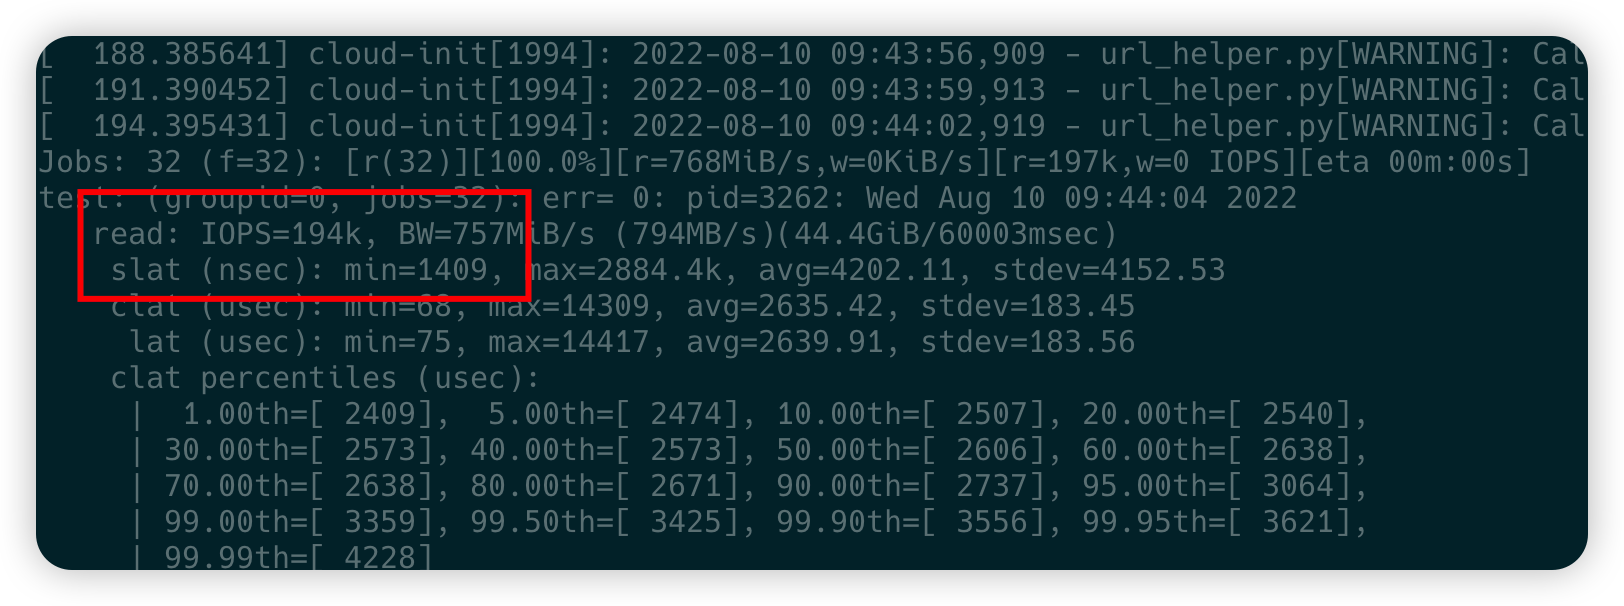 [  188.385641] cloud-init[1994]: 2022-08-10 09:43:56,909 - url_helper.py[WARNING]: Cal
[  191.390452] cloud-init[1994]: 2022-08-10 09:43:59,913 - url_helper.py[WARNING]: Cal
[  194.395431] cloud-init[1994]: 2022-08-10 09:44:02,919 - url_helper.py[WARNING]: Cal
Jobs: 32 (f=32): [r(32)][100.0%][r=768MiB/s,w=0KiB/s][r=197k,w=0 IOPS][eta 00m:00s]
test: (groupid=0, jobs=32): err= 0: pid=3262: Wed Aug 10 09:44:04 2022
   read: IOPS=194k, BW=757MiB/s (794MB/s)(44.4GiB/60003msec)
    slat (nsec): min=1409, max=2884.4k, avg=4202.11, stdev=4152.53
    clat (usec): min=68, max=14309, avg=2635.42, stdev=183.45
     lat (usec): min=75, max=14417, avg=2639.91, stdev=183.56
    clat percentiles (usec):
     |  1.00th=[ 2409],  5.00th=[ 2474], 10.00th=[ 2507], 20.00th=[ 2540],
     | 30.00th=[ 2573], 40.00th=[ 2573], 50.00th=[ 2606], 60.00th=[ 2638],
     | 70.00th=[ 2638], 80.00th=[ 2671], 90.00th=[ 2737], 95.00th=[ 3064],
     | 99.00th=[ 3359], 99.50th=[ 3425], 99.90th=[ 3556], 99.95th=[ 3621],
     | 99.99th=[ 4228]